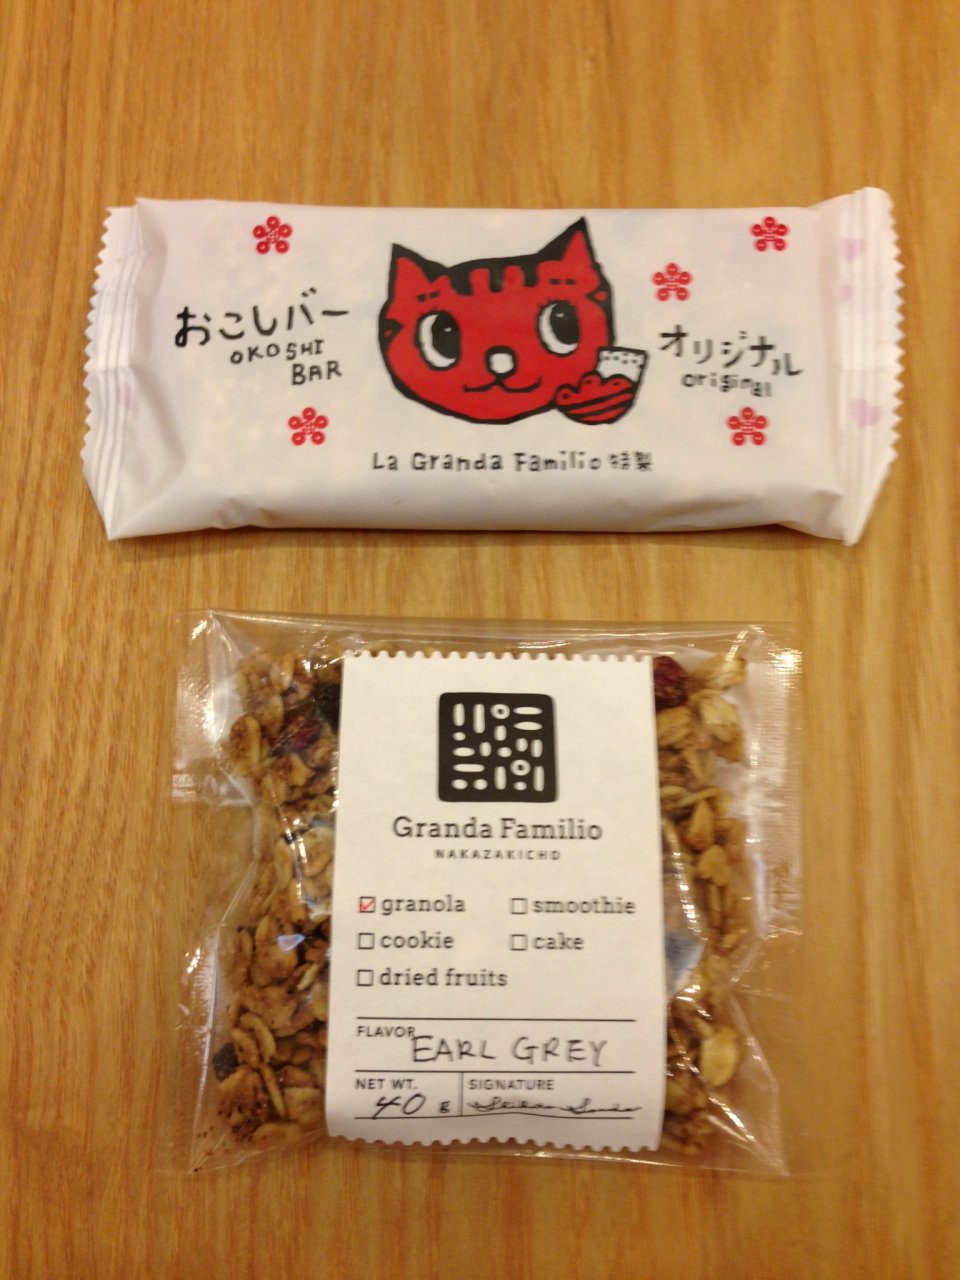 おこしバー
OKOSHI
BAR
オリジナル
original
La Granda Familio 特製
Granda Familio
NAKAZAKICHO
granola
smoothie
cookie
cake
dried fruits
FLAVOR EARL GREY
NET WT. 40 g
SIGNATURE